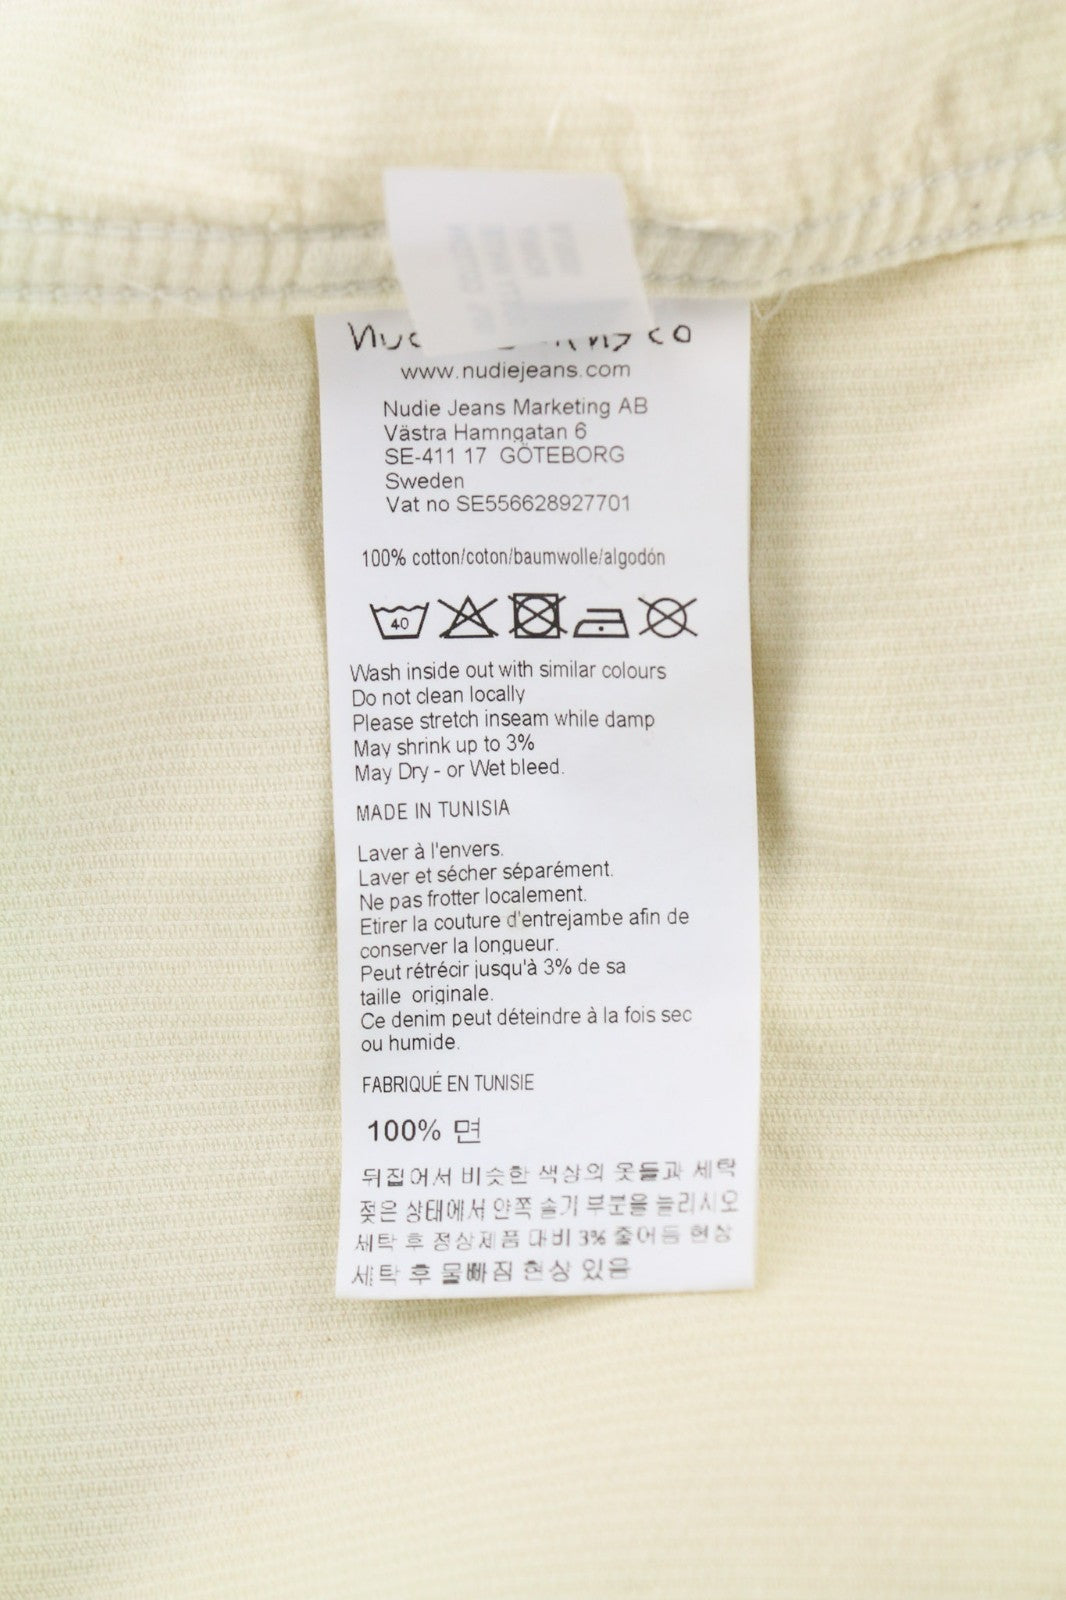 www.nudiejeans.com
Nudie Jeans Marketing AB
Västra Hamngatan 6
SE-411 17 GÖTEBORG
Sweden
Vat no SE556628927701
100% cotton/coton/baumwolle/algodón
40
Wash inside out with similar colours
Do not clean locally
Please stretch inseam while damp
May shrink up to 3%
May Dry - or Wet bleed.
MADE IN TUNISIA
Laver à l'envers.
Laver et sécher séparément.
Ne pas frotter localement.
Etirer la couture d'entrejambe afin de
conserver la longueur.
Peut rétrécir jusqu'à 3% de sa
taille originale.
Ce denim peut déteindre à la fois sec
ou humide.
FABRIQUÉ EN TUNISIE
100% 면
뒤집어서 비슷한 색상의 옷들과 세탁
젖은 상태에서 안쪽 솔기 부분을 늘리시오
세탁 후 정상제품 대비 3% 줄어듬 현상
세탁 후 물빠짐 현상 있음